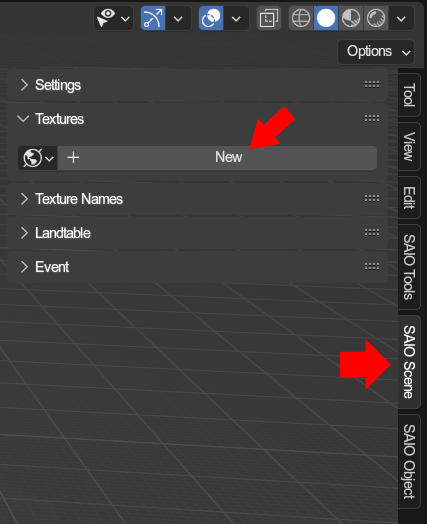 Options
Settings
Textures
New
Texture Names
Landtable
Event
Tool
View
Edit
SAIO Tools
SAIO Scene
SAIO Object